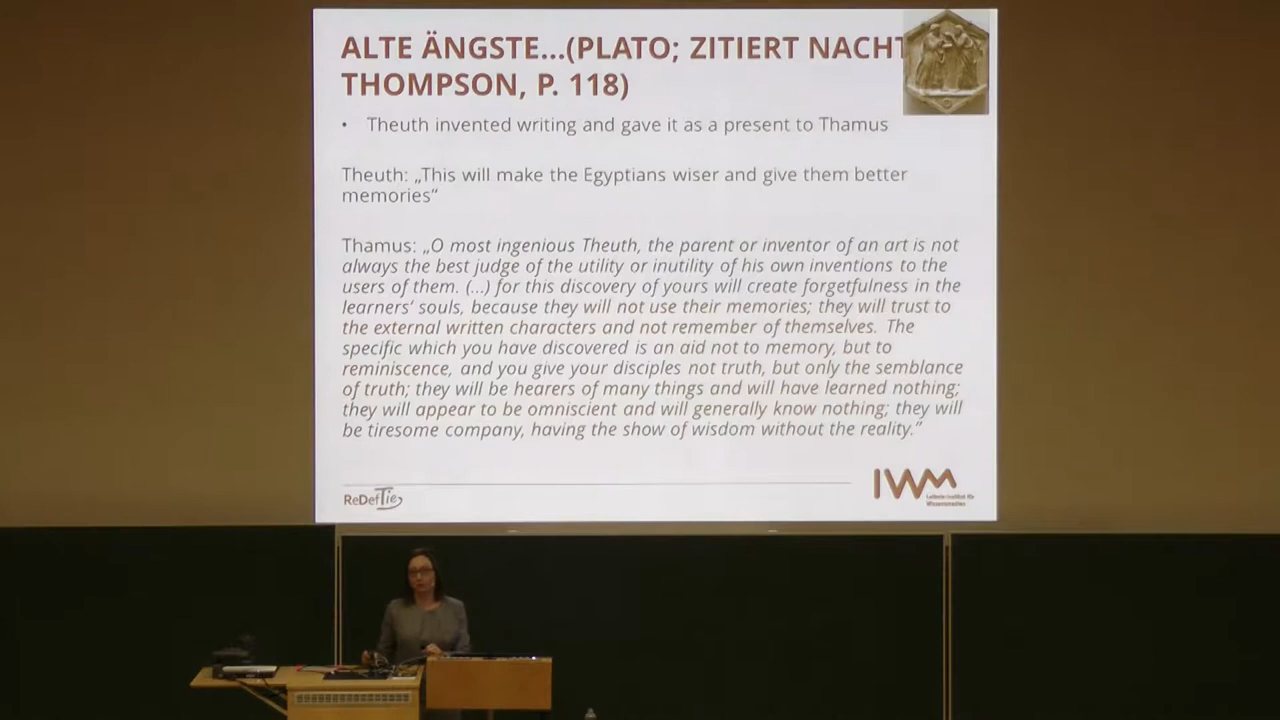 ALTE ÄNGSTE...(PLATO; ZITIERT NACHT
THOMPSON, P. 118)
• Theuth invented writing and gave it as a present to Thamus
Theuth: „This will make the Egyptians wiser and give them better
memories“
Thamus: „O most ingenious Theuth, the parent or inventor of an art is not
always the best judge of the utility or inutility of his own inventions to the
users of them. (...) for this discovery of yours will create forgetfulness in the
learners‘ souls, because they will not use their memories; they will trust to
the external written characters and not remember of themselves. The
specific which you have discovered is an aid not to memory, but to
reminiscence, and you give your disciples not truth, but only the semblance
of truth; they will be hearers of many things and will have learned nothing;
they will appear to be omniscient and will generally know nothing; they will
be tiresome company, having the show of wisdom without the reality.”
ReDefTie
IWM
Leibniz-Institut für
Wissensmedien